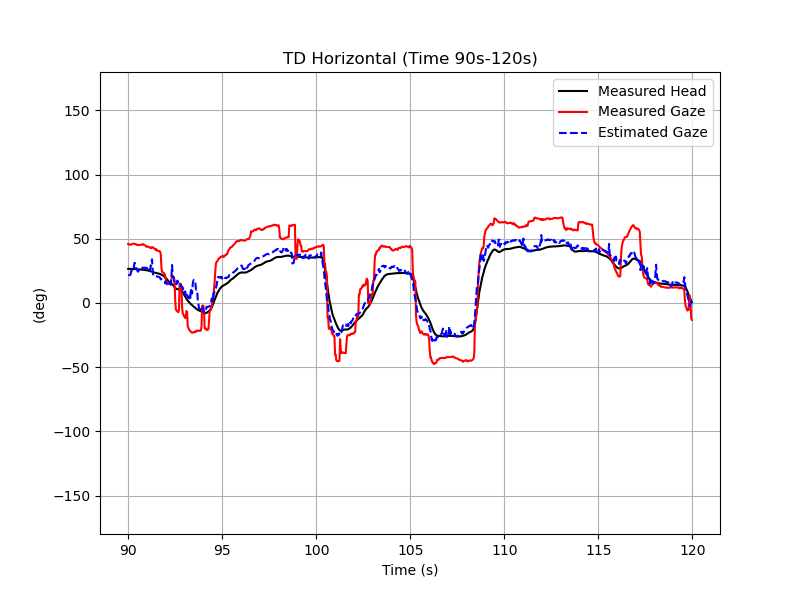 TD Horizontal (Time 90s-120s)
Measured Head
Measured Gaze
Estimated Gaze
150
100
50
0
−50
−100
−150
(deg)
90 95 100 105 110 115 120
Time (s)